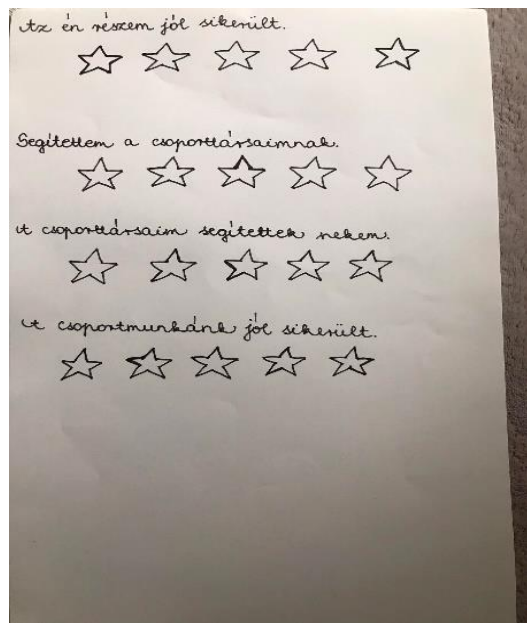 Az én részem jól sikerült.
Segítettem a csoporttársaimnak.
A csoporttársaim segítettek nekem.
A csoportmunkánk jól sikerült.